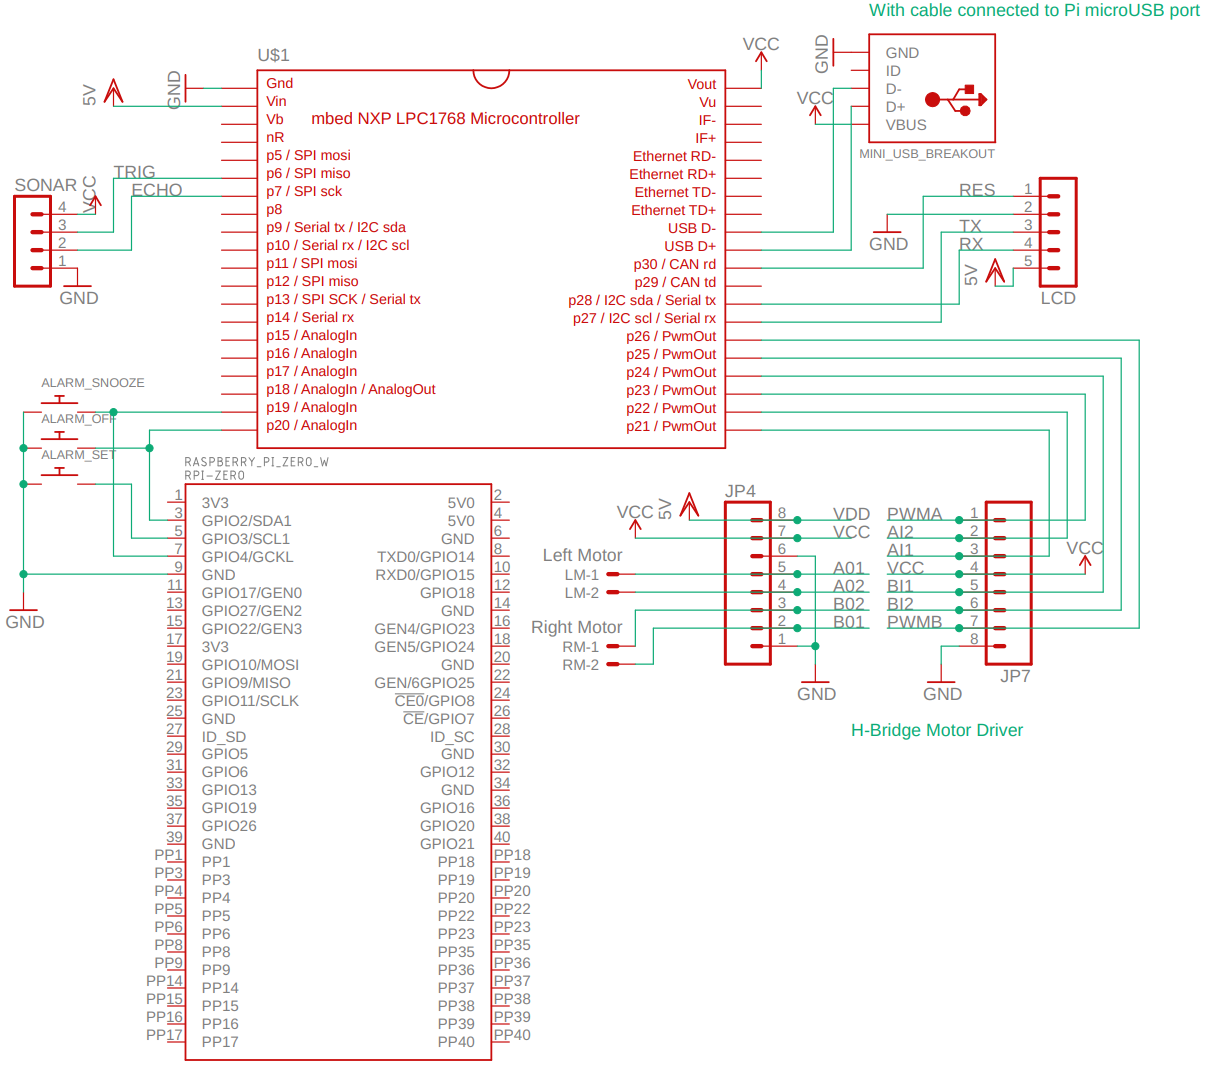 With cable connected to Pi microUSB port
U$1
mbed NXP LPC1768 Microcontroller
5V
GND
Gnd
Vin
Vb
nR
p5 / SPI mosi
p6 / SPI miso
p7 / SPI sck
p8
p9 / Serial tx / I2C sda
p10 / Serial rx / I2C scl
p11 / SPI mosi
p12 / SPI miso
p13 / SPI SCK / Serial tx
p14 / Serial rx
p15 / AnalogIn
p16 / AnalogIn
p17 / AnalogIn
p18 / AnalogIn / AnalogOut
p19 / AnalogIn
p20 / AnalogIn
Vout
Vu
IF-
IF+
Ethernet RD-
Ethernet RD+
Ethernet TD-
Ethernet TD+
USB D-
USB D+
p30 / CAN rd
p29 / CAN td
p28 / I2C sda / Serial tx
p27 / I2C scl / Serial rx
p26 / PwmOut
p25 / PwmOut
p24 / PwmOut
p23 / PwmOut
p22 / PwmOut
p21 / PwmOut
VCC
GND
VCC
GND
ID
D-
D+
VBUS
MINI_USB_BREAKOUT
SONAR
VCC
TRIG
ECHO
4
3
2
1
GND
RES
TX
RX
GND
5V
1
2
3
4
5
LCD
ALARM_SNOOZE
ALARM_OFF
ALARM_SET
GND
RASPBERRY_PI_ZERO_W
RPI-ZERO
1 3V3 5V0 2
3 GPIO2/SDA1 5V0 4
5 GPIO3/SCL1 GND 6
7 GPIO4/GCKL TXD0/GPIO14 8
9 GND RXD0/GPIO15 10
11 GPIO17/GEN0 GPIO18 12
13 GPIO27/GEN2 GND 14
15 GPIO22/GEN3 GEN4/GPIO23 16
17 3V3 GEN5/GPIO24 18
19 GPIO10/MOSI GND 20
21 GPIO9/MISO GEN/6GPIO25 22
23 GPIO11/SCLK CE0/GPIO8 24
25 GND CE/GPIO7 26
27 ID_SD ID_SC 28
29 GPIO5 GND 30
31 GPIO6 GPIO12 32
33 GPIO13 GND 34
35 GPIO19 GPIO16 36
37 GPIO26 GPIO20 38
39 GND GPIO21 40
PP1 PP1 PP18 PP18
PP3 PP3 PP19 PP19
PP4 PP4 PP20 PP20
PP5 PP5 PP22 PP22
PP6 PP6 PP23 PP23
PP8 PP8 PP35 PP35
PP9 PP9 PP36 PP36
PP14 PP14 PP37 PP37
PP15 PP15 PP38 PP38
PP16 PP16 PP39 PP39
PP17 PP17 PP40 PP40
VCC
5V
JP4
8 VDD
7 VCC
6
5 A01
4 A02
3 B02
2 B01
1
Left Motor
LM-1
LM-2
Right Motor
RM-1
RM-2
GND
PWMA 1
AI2 2
AI1 3
VCC 4
BI1 5
BI2 6
PWMB 7
8
VCC
JP7
GND
H-Bridge Motor Driver